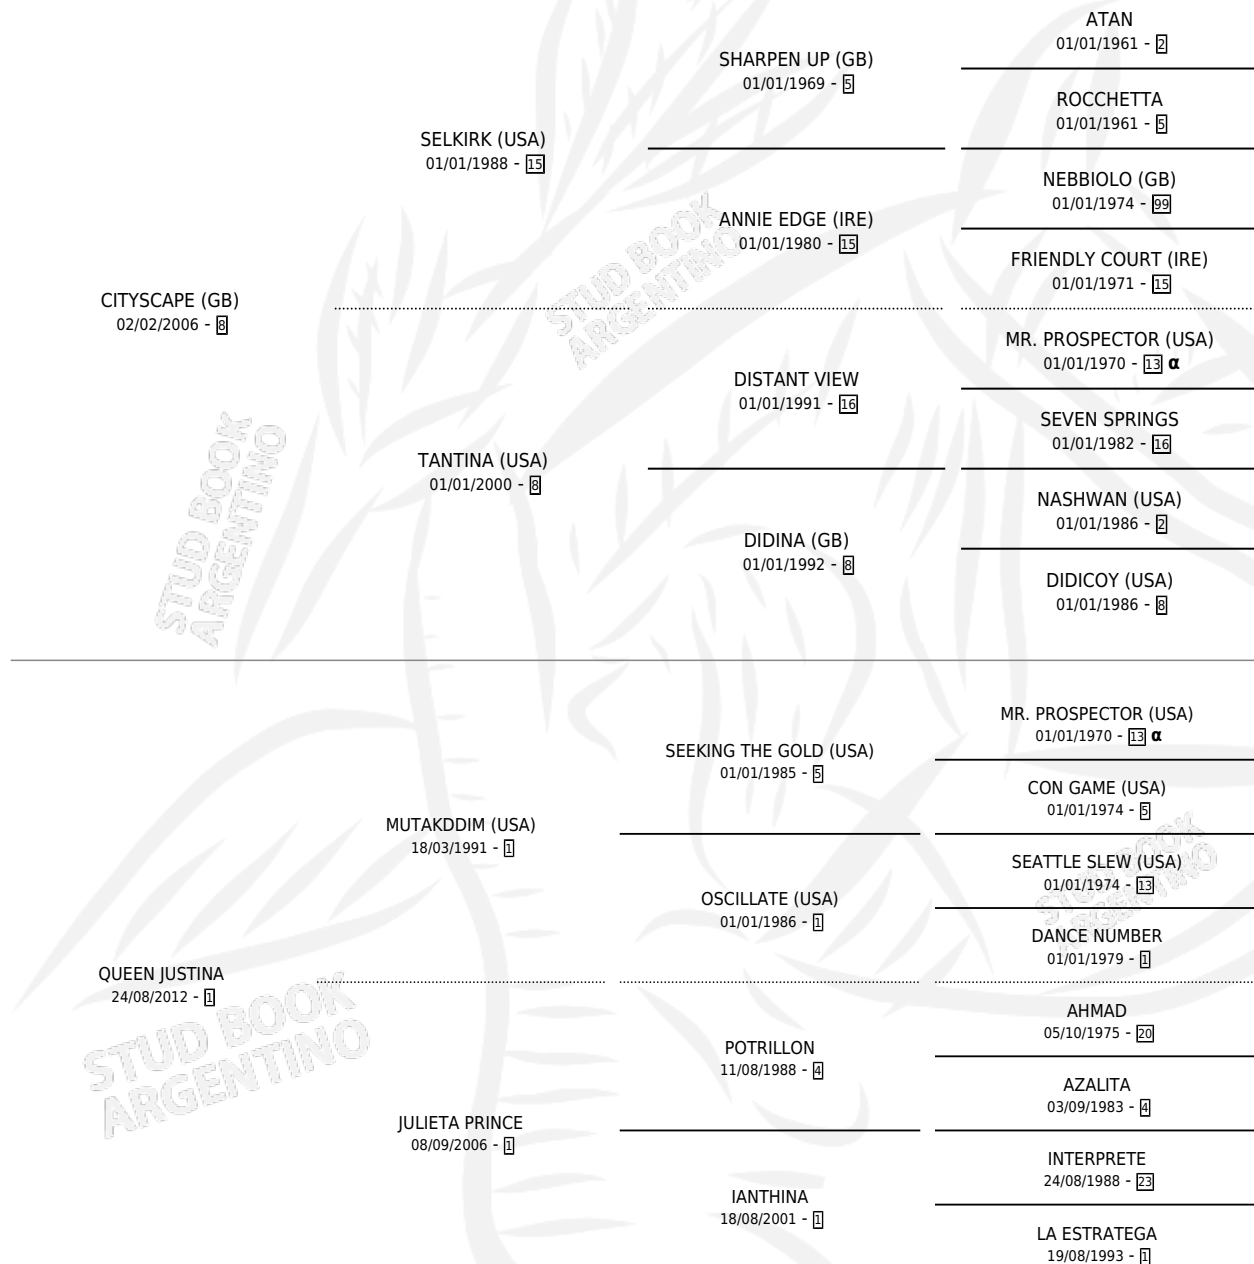 ATAN
01/01/1961 - 2
SHARPEN UP (GB)
01/01/1969 - 5
ROCCHETTA
01/01/1961 - 5
SELKIRK (USA)
01/01/1988 - 15
NEBBIOLO (GB)
01/01/1974 - 99
ANNIE EDGE (IRE)
01/01/1980 - 15
FRIENDLY COURT (IRE)
01/01/1971 - 15
STUD BOOK
ARGENTINO
CITYSCAPE (GB)
02/02/2006 - 8
MR. PROSPECTOR (USA)
01/01/1970 - 13 α
DISTANT VIEW
01/01/1991 - 16
SEVEN SPRINGS
01/01/1982 - 16
TANTINA (USA)
01/01/2000 - 8
NASHWAN (USA)
01/01/1986 - 2
DIDINA (GB)
01/01/1992 - 8
DIDICOY (USA)
01/01/1986 - 8
STUD BOOK
ARGENTINO
MR. PROSPECTOR (USA)
01/01/1970 - 13 α
SEEKING THE GOLD (USA)
01/01/1985 - 5
CON GAME (USA)
01/01/1974 - 5
MUTAKDDIM (USA)
18/03/1991 - 1
SEATTLE SLEW (USA)
01/01/1974 - 13
STUD BOOK
ARGENTINO
OSCILLATE (USA)
01/01/1986 - 1
DANCE NUMBER
01/01/1979 - 1
QUEEN JUSTINA
24/08/2012 - 1
STUD BOOK
ARGENTINO
AHMAD
05/10/1975 - 20
POTRILLON
11/08/1988 - 4
AZALITA
03/09/1983 - 4
JULIETA PRINCE
08/09/2006 - 1
INTERPRETE
24/08/1988 - 23
IANTHINA
18/08/2001 - 1
LA ESTRATEGA
19/08/1993 - 1